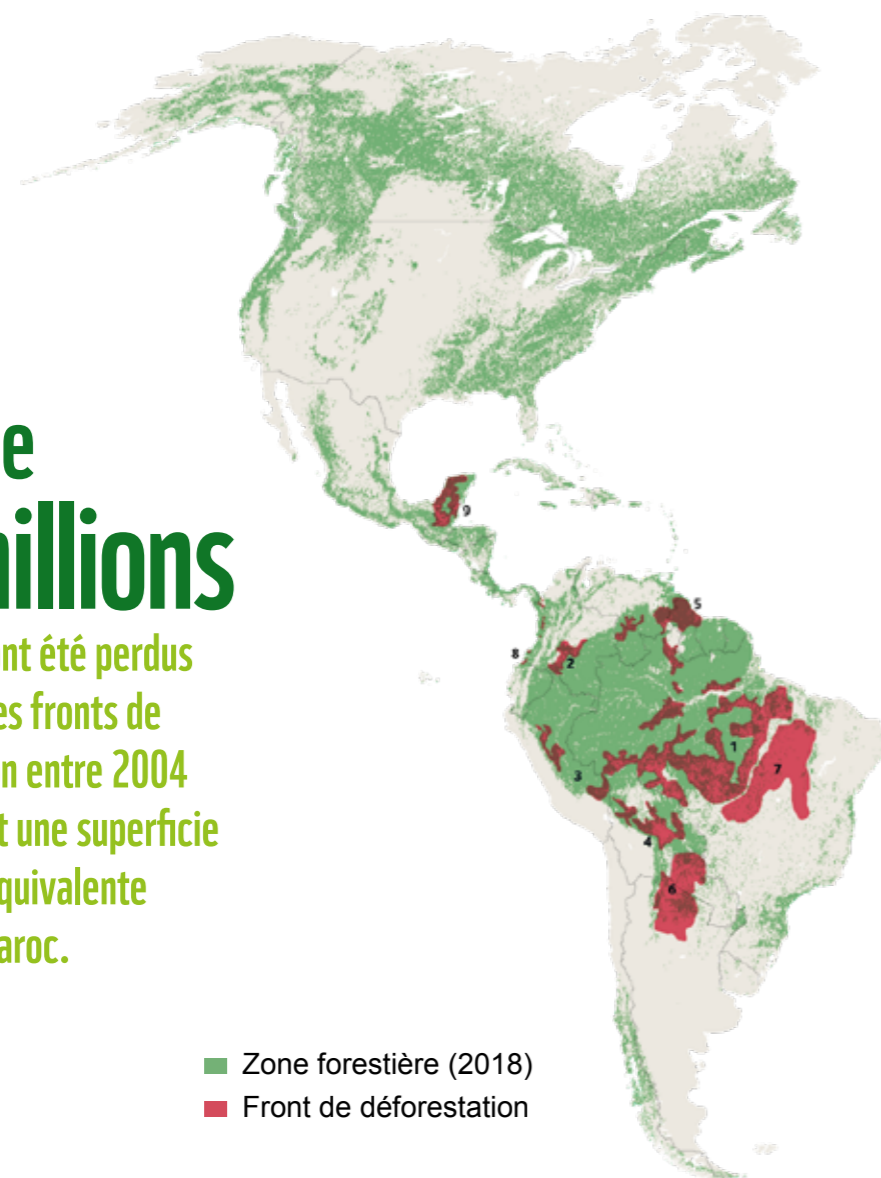 e
illions
nt été perdus
es fronts de
n entre 2004
t une superficie
quivalente
aroc.
9
5
8
2
1
7
3
4
6
Zone forestière (2018)
Front de déforestation